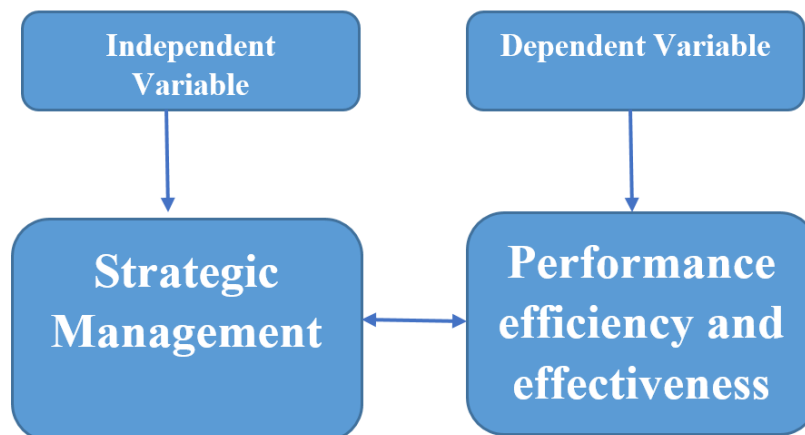 Independent
Variable
Dependent Variable
Strategic
Management
Performance
efficiency and
effectiveness